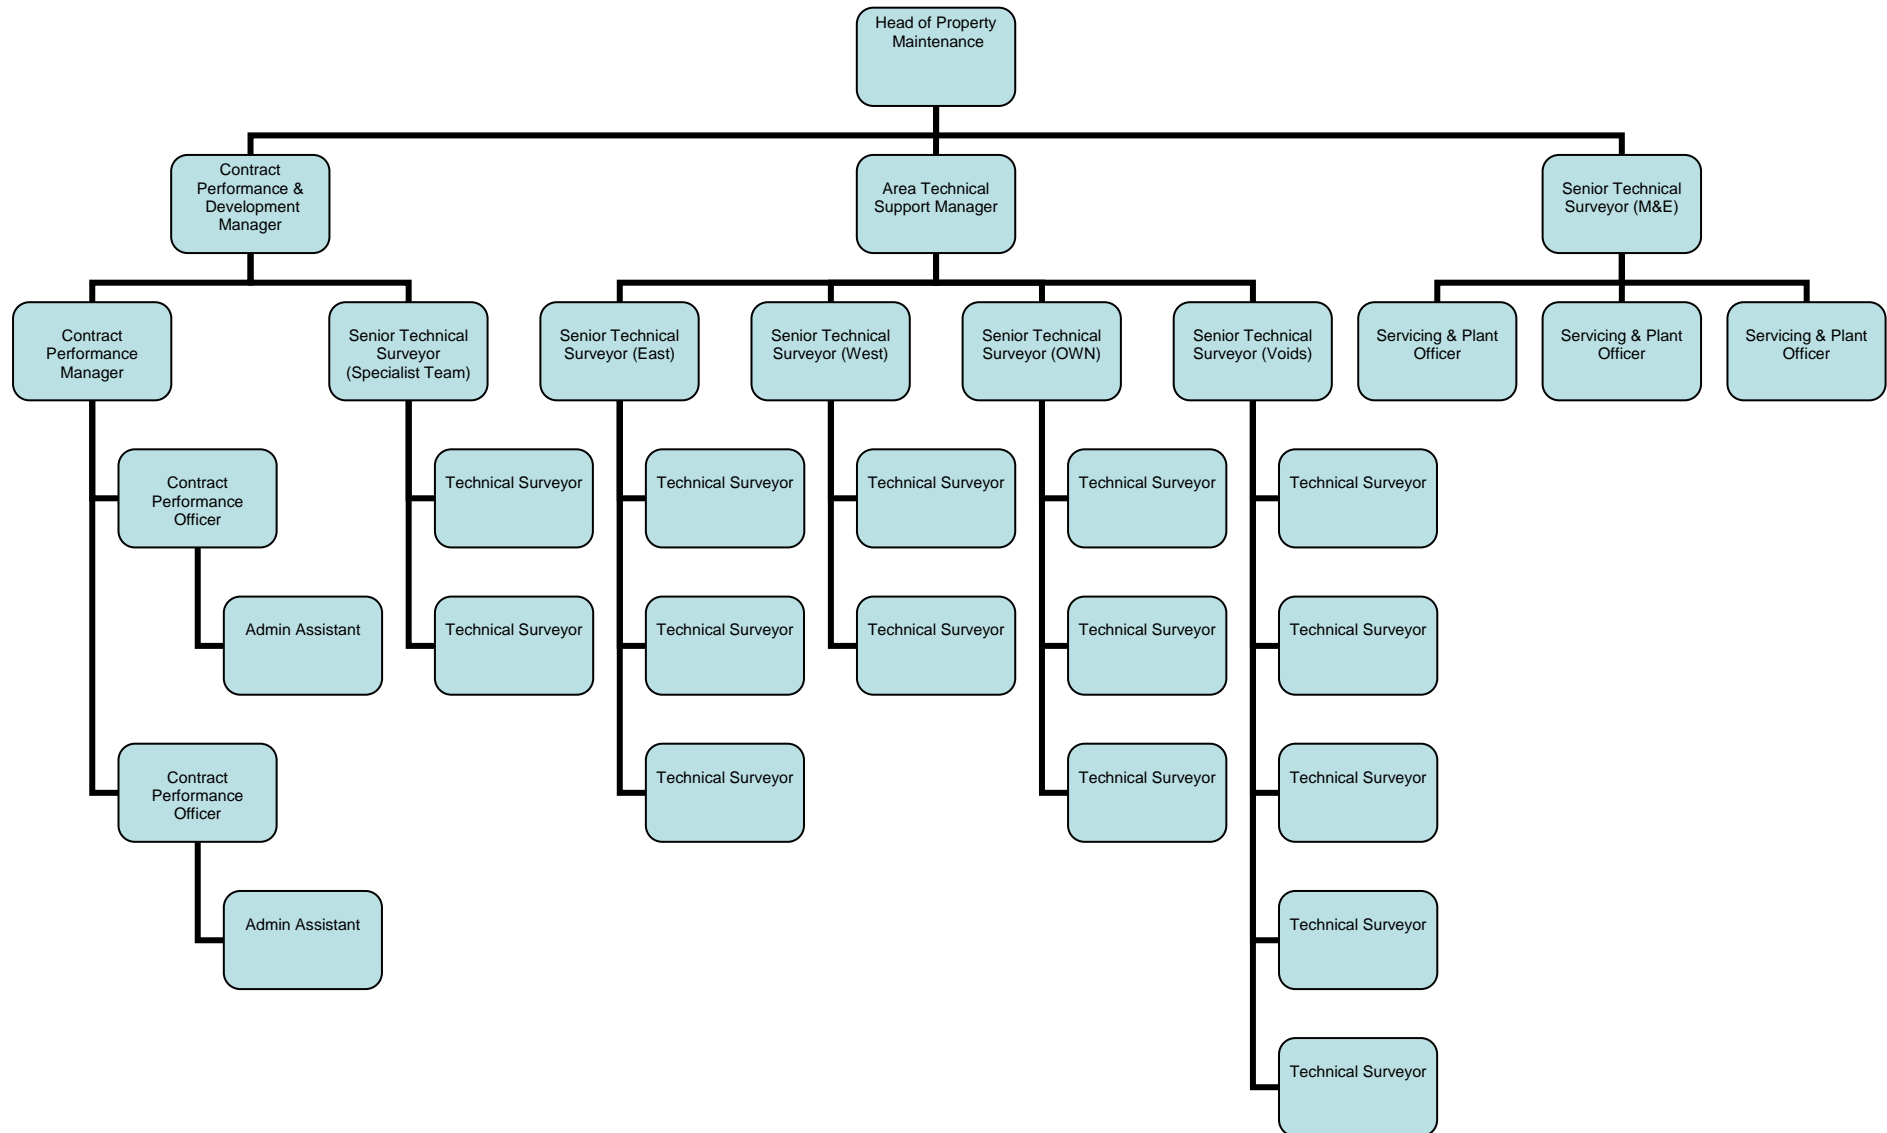 Head of Property
Maintenance
Contract
Performance &
Development
Manager
Area Technical
Support Manager
Senior Technical
Surveyor (M&E)
Contract
Performance
Manager
Senior Technical
Surveyor
(Specialist Team)
Senior Technical
Surveyor (East)
Senior Technical
Surveyor (West)
Senior Technical
Surveyor (OWN)
Senior Technical
Surveyor (Voids)
Servicing & Plant
Officer
Servicing & Plant
Officer
Servicing & Plant
Officer
Contract
Performance
Officer
Technical Surveyor
Technical Surveyor
Technical Surveyor
Technical Surveyor
Technical Surveyor
Admin Assistant
Technical Surveyor
Technical Surveyor
Technical Surveyor
Technical Surveyor
Technical Surveyor
Contract
Performance
Officer
Technical Surveyor
Technical Surveyor
Technical Surveyor
Admin Assistant
Technical Surveyor
Technical Surveyor